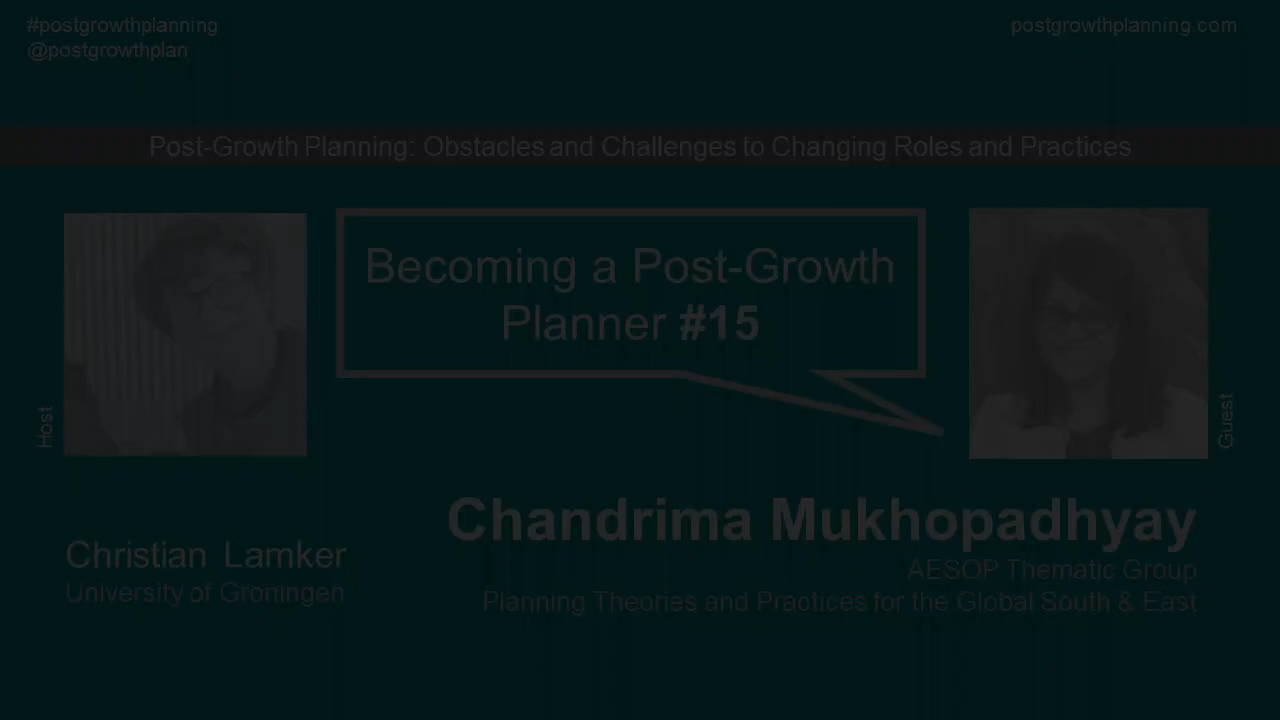 #postgrowthplanning
@postgrowthplan
postgrowthplanning.com
Post-Growth Planning: Obstacles and Challenges to Changing Roles and Practices
Becoming a Post-Growth
Planner #15
Host
Guest
Christian Lamker
University of Groningen
Chandrima Mukhopadhyay
AESOP Thematic Group
Planning Theories and Practices for the Global South & East